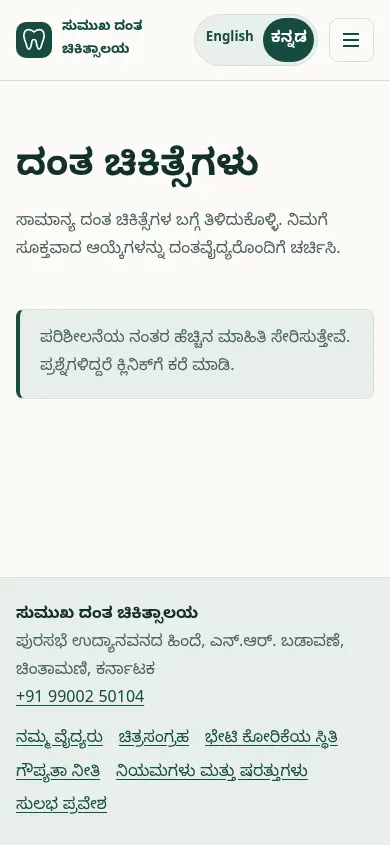 ಸುಮುಖ ದಂತ
ಚಿಕಿತ್ಸಾಲಯ
English ಕನ್ನಡ
ದಂತ ಚಿಕಿತ್ಸೆಗಳು
ಸಾಮಾನ್ಯ ದಂತ ಚಿಕಿತ್ಸೆಗಳ ಬಗ್ಗೆ ತಿಳಿದುಕೊಳ್ಳಿ. ನಿಮಗೆ
ಸೂಕ್ತವಾದ ಆಯ್ಕೆಗಳನ್ನು ದಂತವೈದ್ಯರೊಂದಿಗೆ ಚರ್ಚಿಸಿ.
ಪರಿಶೀಲನೆಯ ನಂತರ ಹೆಚ್ಚಿನ ಮಾಹಿತಿ ಸೇರಿಸುತ್ತೇವೆ.
ಪ್ರಶ್ನೆಗಳಿದ್ದರೆ ಕ್ಲಿನಿಕ್‌ಗೆ ಕರೆ ಮಾಡಿ.
ಸುಮುಖ ದಂತ ಚಿಕಿತ್ಸಾಲಯ
ಪುರಸಭೆ ಉದ್ಯಾನವನದ ಹಿಂದೆ, ಎನ್.ಆರ್. ಬಡಾವಣೆ,
ಚಿಂತಾಮಣಿ, ಕರ್ನಾಟಕ
+91 99002 50104
ನಮ್ಮ ವೈದ್ಯರು ಚಿತ್ರಸಂಗ್ರಹ ಭೇಟಿ ಕೋರಿಕೆಯ ಸ್ಥಿತಿ
ಗೌಪ್ಯತಾ ನೀತಿ ನಿಯಮಗಳು ಮತ್ತು ಷರತ್ತುಗಳು
ಸುಲಭ ಪ್ರವೇಶ